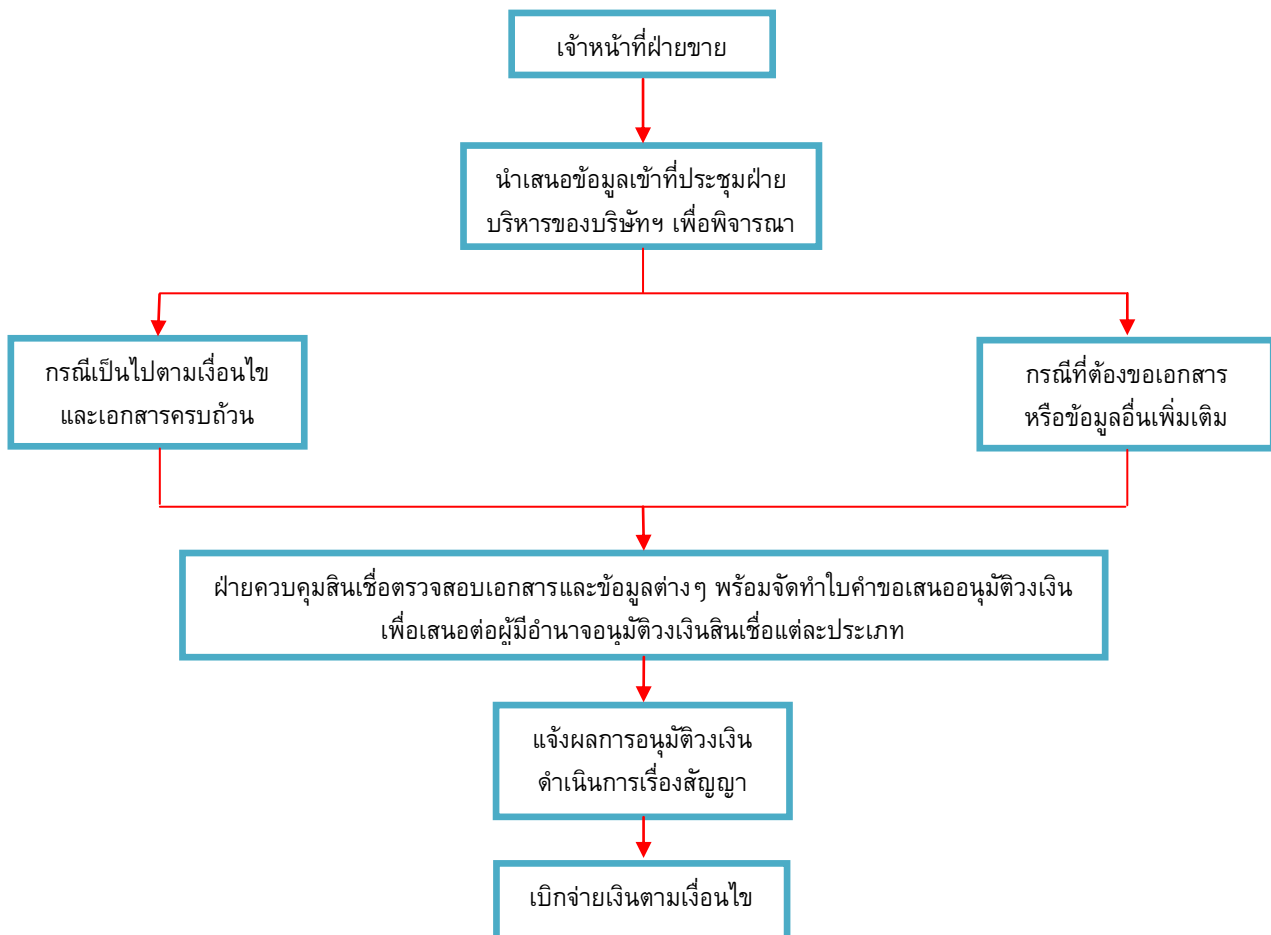 เจ้าหน้าที่ฝ่ายขาย
นำเสนอข้อมูลเข้าที่ประชุมฝ่าย
บริหารของบริษัทฯ เพื่อพิจารณา
กรณีเป็นไปตามเงื่อนไข
และเอกสารครบถ้วน
กรณีที่ต้องขอเอกสาร
หรือข้อมูลอื่นเพิ่มเติม
ฝ่ายควบคุมสินเชื่อตรวจสอบเอกสารและข้อมูลต่างๆ พร้อมจัดทำใบคำขอเสนออนุมัติวงเงิน
เพื่อเสนอต่อผู้มีอำนาจอนุมัติวงเงินสินเชื่อแต่ละประเภท
แจ้งผลการอนุมัติวงเงิน
ดำเนินการเรื่องสัญญา
เบิกจ่ายเงินตามเงื่อนไข